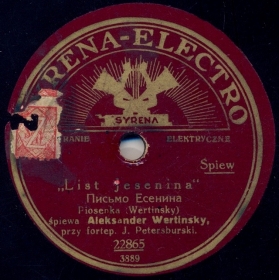 SYRENA-ELECTRO
SYRENA
GRANIE ELEKTRYCZNE
Śpiew
„List Jesenina"
Письмо Есенина
Piosenka (Wertinsky)
śpiewa Aleksander Wertinsky,
przy fortep. J. Petersburski.
22865
3889